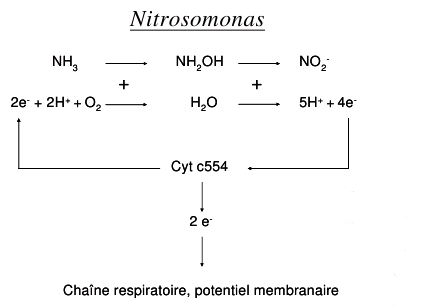 Nitrosomonas
NH₃ → NH₂OH → NO₂⁻
+ +
2e⁻ + 2H⁺ + O₂ → H₂O → 5H⁺ + 4e⁻
Cyt c554
2 e⁻
Chaîne respiratoire, potentiel membranaire